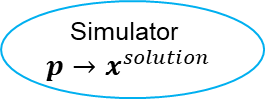 Simulator
𝒑 → 𝒙^𝑠𝑜𝑙𝑢𝑡𝑖𝑜𝑛